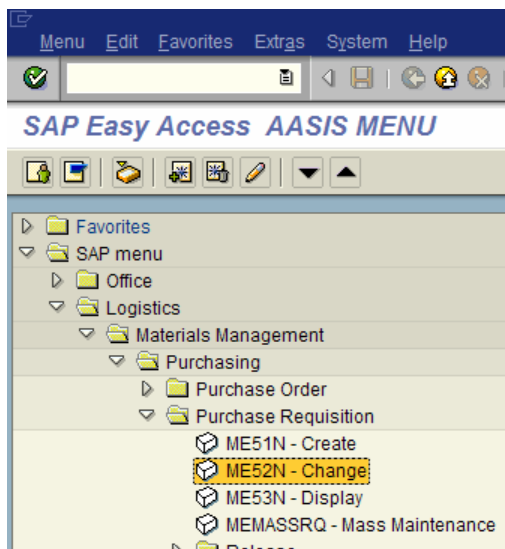 Menu Edit Favorites Extras System Help
SAP Easy Access AASIS MENU
Favorites
SAP menu
Office
Logistics
Materials Management
Purchasing
Purchase Order
Purchase Requisition
ME51N - Create
ME52N - Change
ME53N - Display
MEMASSRQ - Mass Maintenance
Release